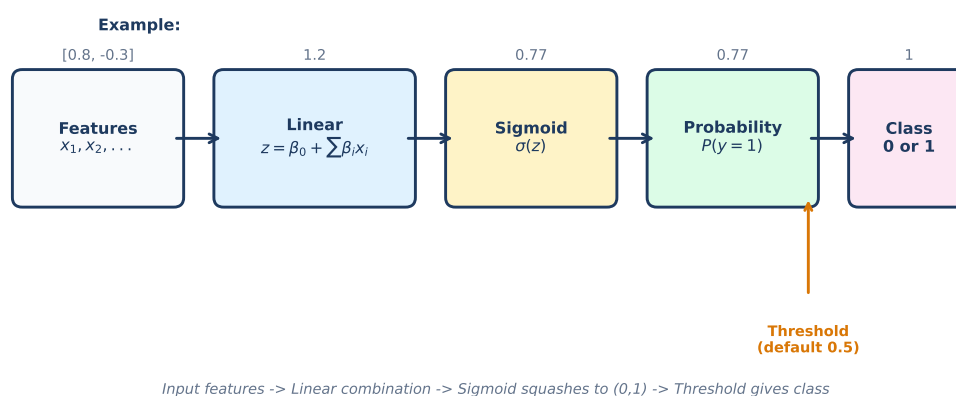 Example:
[0.8, -0.3] 1.2 0.77 0.77 1
Features
x₁, x₂, . . .
Linear
z = β₀ + ∑βᵢxᵢ
Sigmoid
σ(z)
Probability
P(y = 1)
Class
0 or 1
Threshold
(default 0.5)
Input features -> Linear combination -> Sigmoid squashes to (0,1) -> Threshold gives class